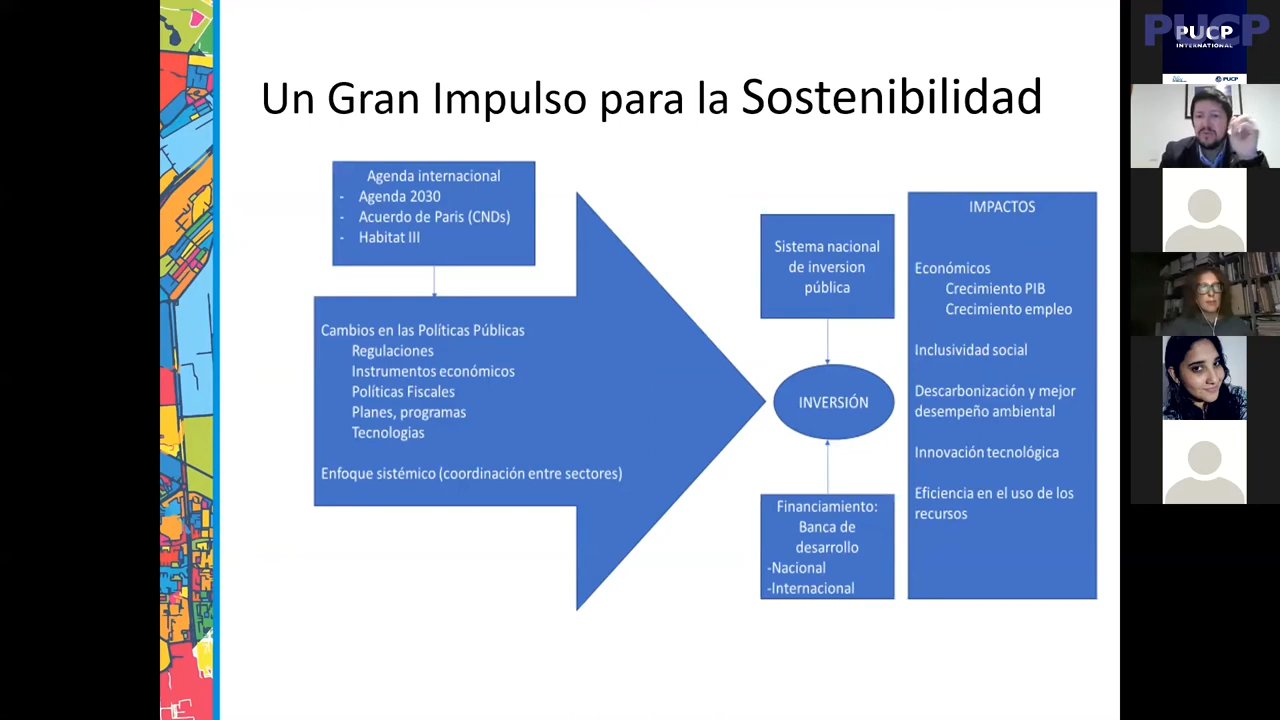 Un Gran Impulso para la Sostenibilidad
Agenda internacional
- Agenda 2030
- Acuerdo de Paris (CNDs)
- Habitat III
Cambios en las Políticas Públicas
Regulaciones
Instrumentos económicos
Políticas Fiscales
Planes, programas
Tecnologias
Enfoque sistémico (coordinación entre sectores)
Sistema nacional
de inversion
pública
INVERSIÓN
Financiamiento:
Banca de
desarrollo
-Nacional
-Internacional
IMPACTOS
Económicos
Crecimiento PIB
Crecimiento empleo
Inclusividad social
Descarbonización y mejor
desempeño ambiental
Innovación tecnológica
Eficiencia en el uso de los
recursos
PUCP
PUCP
INTERNATIONAL
PUCP